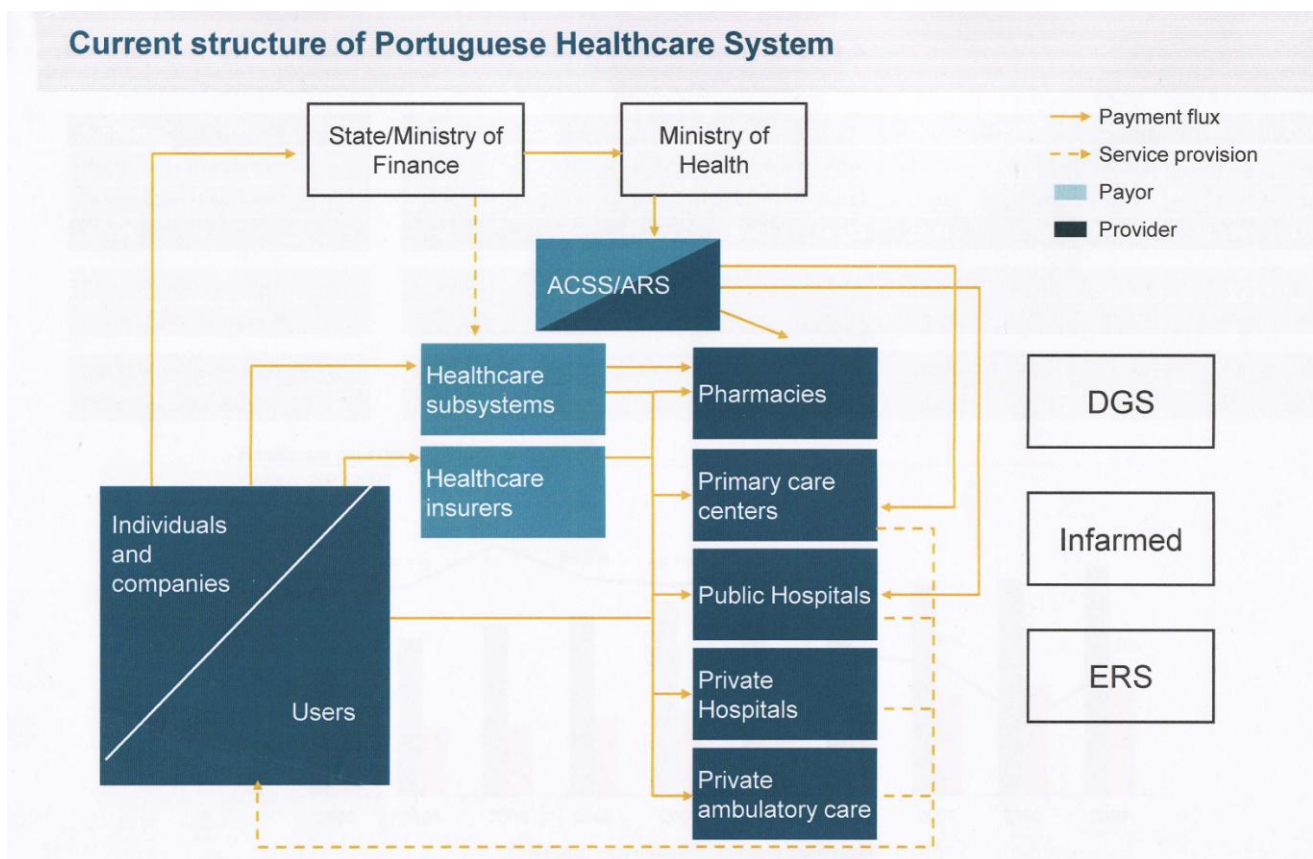 Current structure of Portuguese Healthcare System
State/Ministry of
Finance
Ministry of
Health
Payment flux
Service provision
Payor
Provider
ACSS/ARS
Healthcare
subsystems
Pharmacies
DGS
Healthcare
insurers
Primary care
centers
Individuals
and
companies
Infarmed
Public Hospitals
Private
Hospitals
ERS
Users
Private
ambulatory care